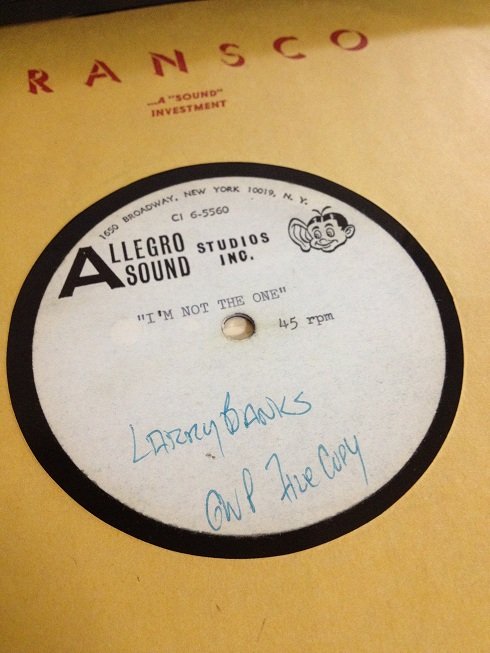 RANSCO
...A "SOUND"
INVESTMENT
1650 BROADWAY, NEW YORK 10019, N. Y.
CI 6-5560
ALLEGRO
SOUND
STUDIOS
INC.
"I'M NOT THE ONE"
45 rpm
LARRY BANKS
GWP File Copy